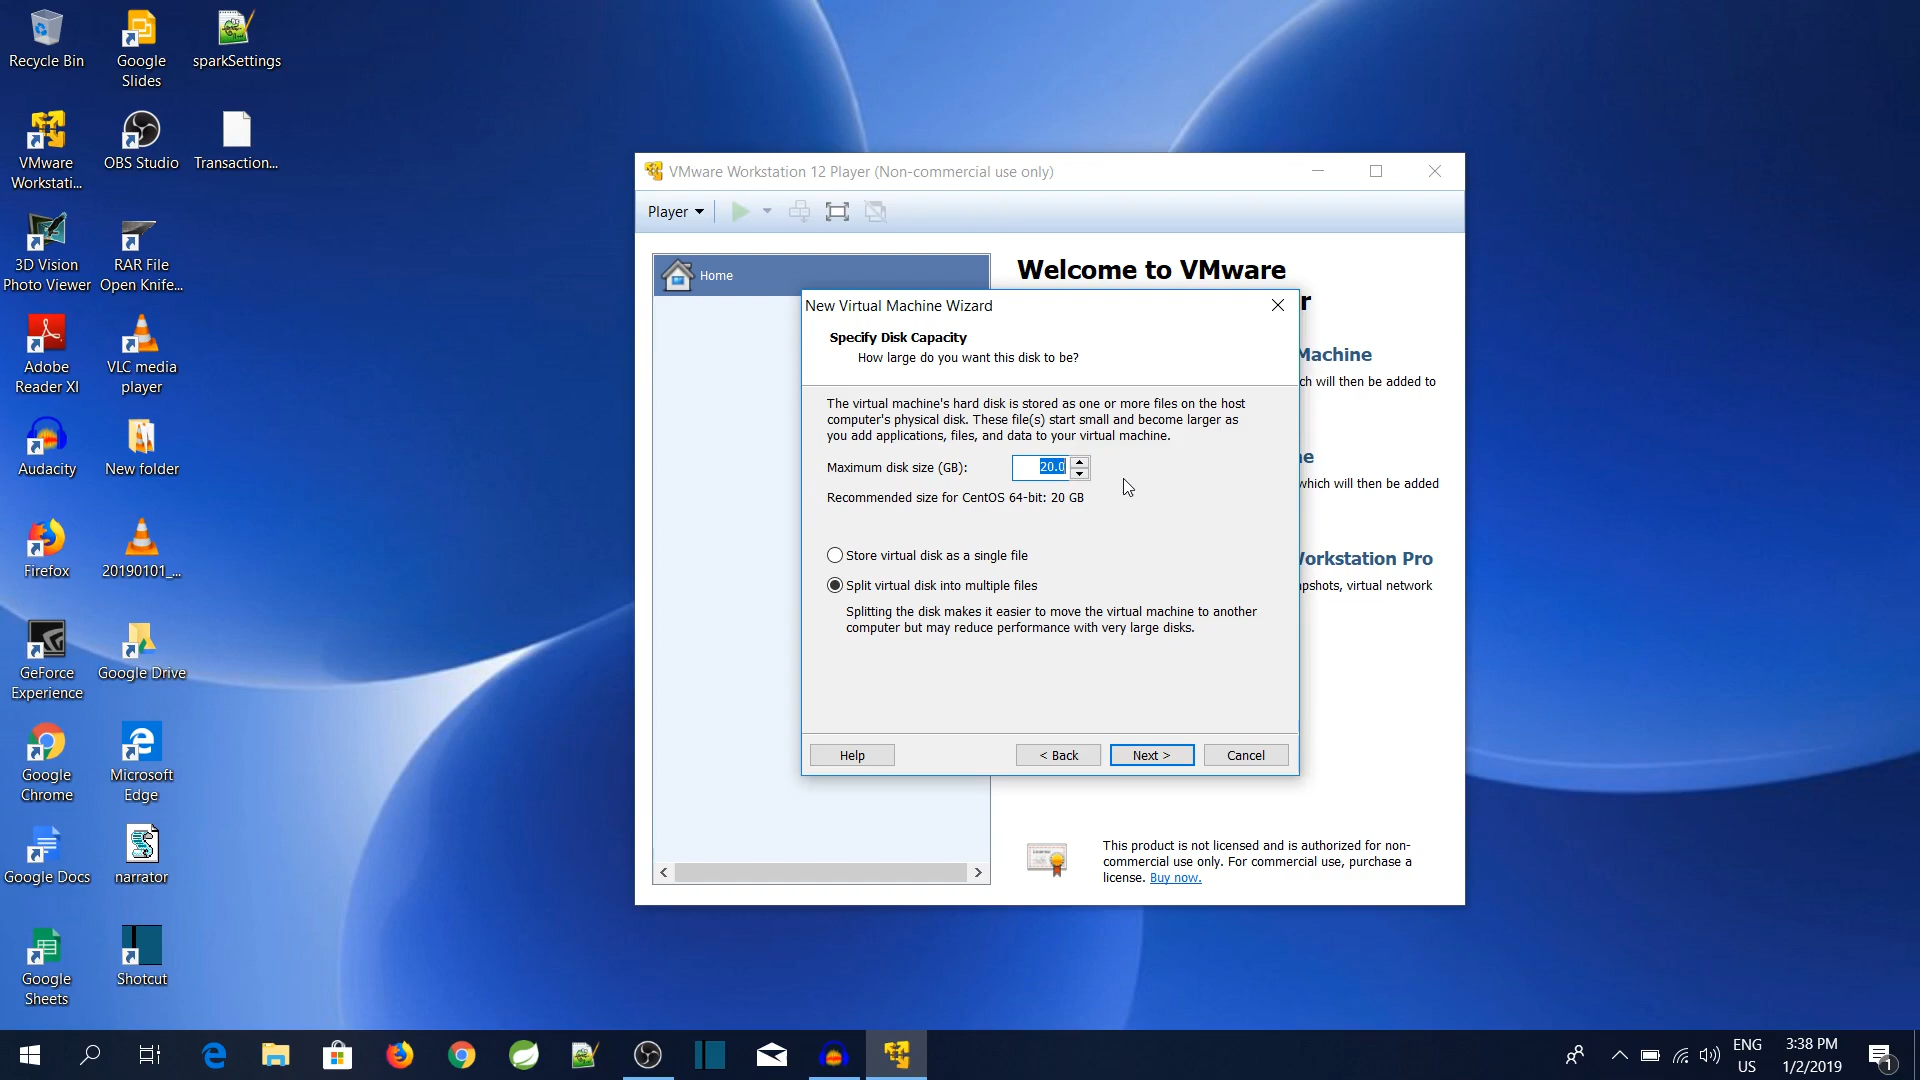 Recycle Bin
Google
Slides
sparkSettings
VMware
Workstati...
OBS Studio
Transaction...
3D Vision
Photo Viewer
RAR File
Open Knife...
Adobe
Reader XI
VLC media
player
Audacity
New folder
Firefox
20190101_...
GeForce
Experience
Google Drive
Google
Chrome
Microsoft
Edge
Google Docs
narrator
Google
Sheets
Shotcut
VMware Workstation 12 Player (Non-commercial use only)
Player
Home
Welcome to VMware
r
Machine
ch will then be added to
ne
which will then be added
Workstation Pro
pshots, virtual network
New Virtual Machine Wizard
Specify Disk Capacity
How large do you want this disk to be?
The virtual machine's hard disk is stored as one or more files on the host
computer's physical disk. These file(s) start small and become larger as
you add applications, files, and data to your virtual machine.
Maximum disk size (GB): 20.0
Recommended size for CentOS 64-bit: 20 GB
Store virtual disk as a single file
Split virtual disk into multiple files
Splitting the disk makes it easier to move the virtual machine to another
computer but may reduce performance with very large disks.
Help
< Back
Next >
Cancel
This product is not licensed and is authorized for non-
commercial use only. For commercial use, purchase a
license. Buy now.
ENG
US
3:38 PM
1/2/2019
1